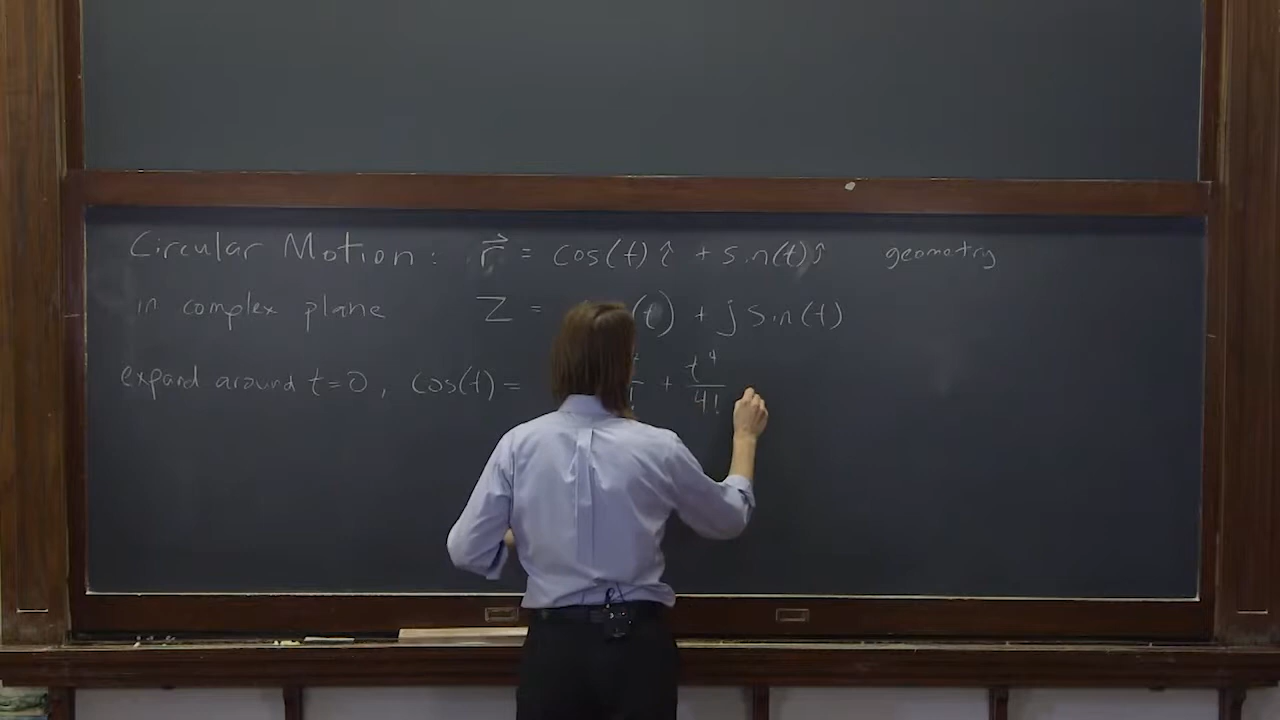 Circular Motion: r⃗ = cos(t) î + sin(t) ĵ geometry
in complex plane Z = (t) + j sin(t)
expand around t=0, cos(t) = + t⁴/4!